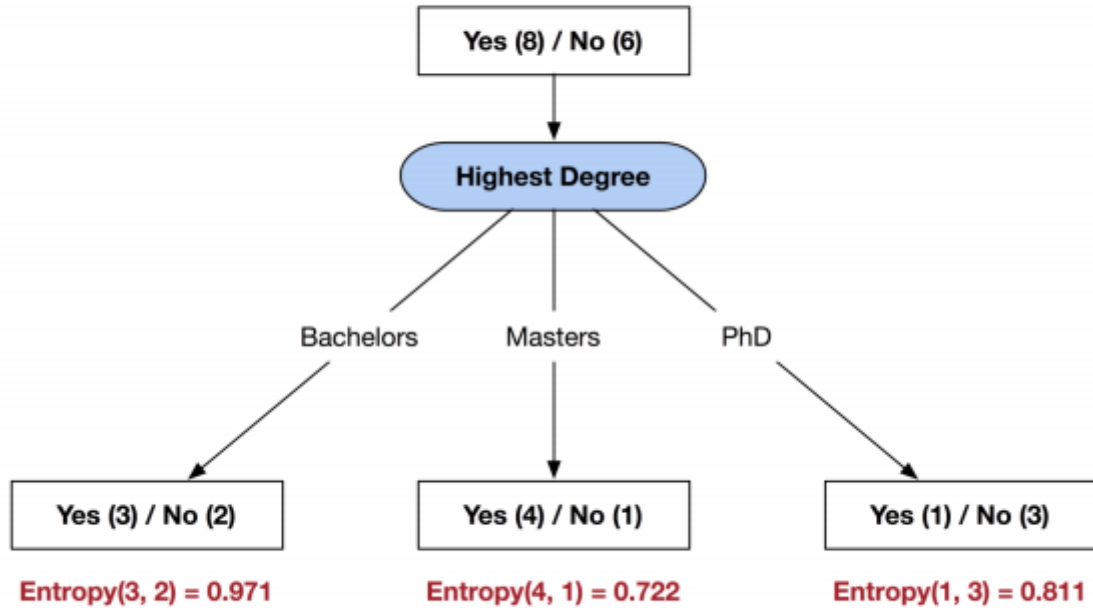 Yes (8) / No (6)
Highest Degree
Bachelors
Masters
PhD
Yes (3) / No (2)
Yes (4) / No (1)
Yes (1) / No (3)
Entropy(3, 2) = 0.971
Entropy(4, 1) = 0.722
Entropy(1, 3) = 0.811